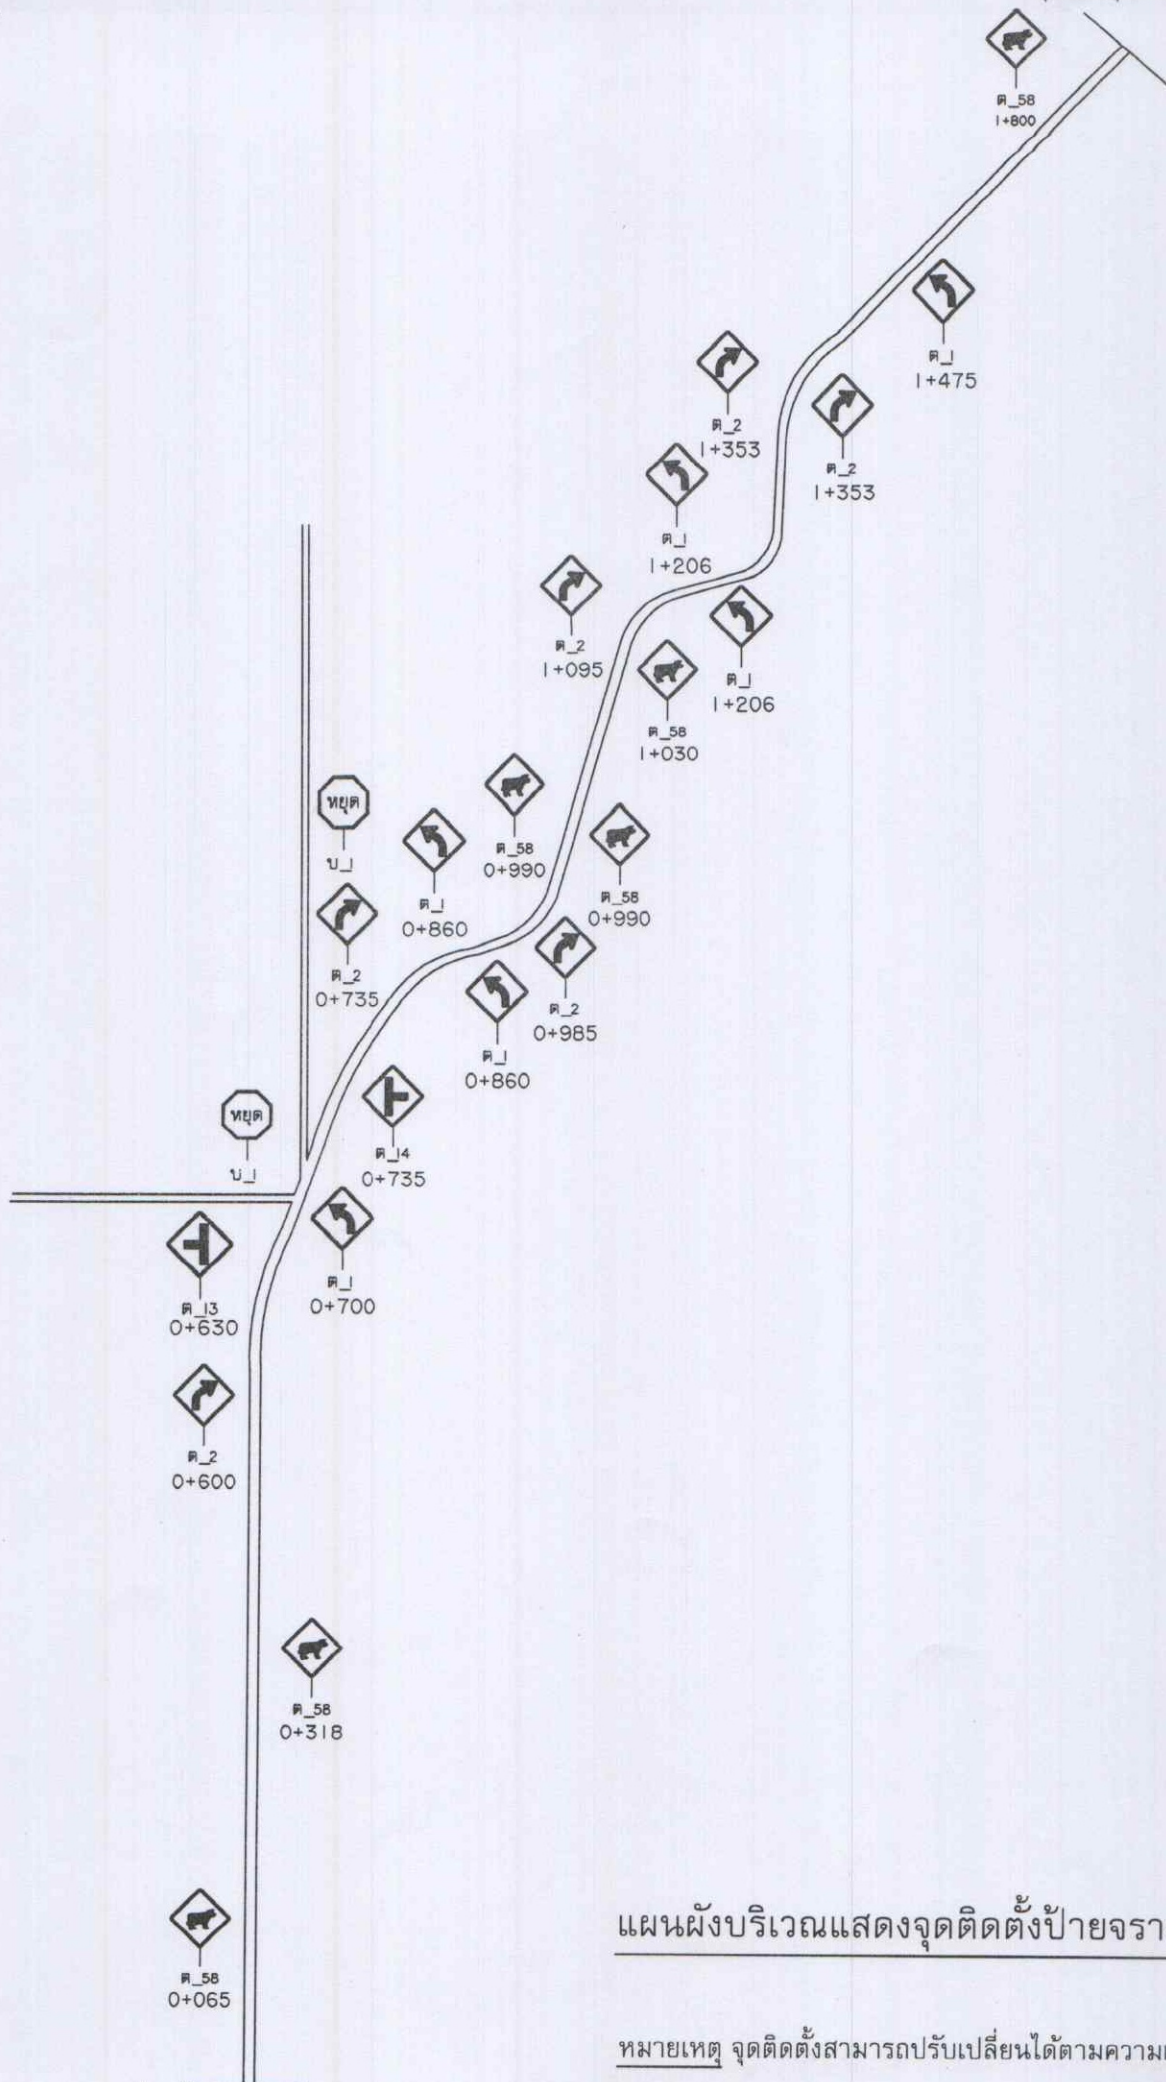 ต_58
1+800
ต_1
1+475
ต_2
1+353
ต_2
1+353
ต_1
1+206
ต_2
1+095
ต_1
1+206
ต_58
1+030
หยุด
บ_1
ต_58
0+990
ต_1
0+860
ต_58
0+990
ต_2
0+735
ต_2
0+985
ต_1
0+860
หยุด
บ_1
ต_14
0+735
ต_13
0+630
ต_1
0+700
ต_2
0+600
ต_58
0+318
ต_58
0+065
แผนผังบริเวณแสดงจุดติดตั้งป้ายจรา
หมายเหตุ จุดติดตั้งสามารถปรับเปลี่ยนได้ตามความ